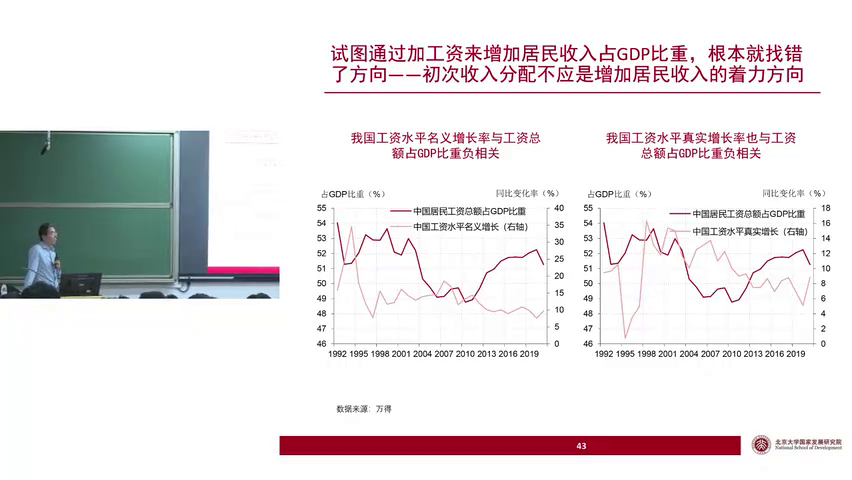 试图通过加工资来增加居民收入占GDP比重，根本就找错
了方向——初次收入分配不应是增加居民收入的着力方向
我国工资水平名义增长率与工资总
额占GDP比重负相关
占GDP比重（%）
同比变化率（%）
中国居民工资总额占GDP比重
中国工资水平名义增长（右轴）
55
54
53
52
51
50
49
48
47
46
40
35
30
25
20
15
10
5
0
1992 1995 1998 2001 2004 2007 2010 2013 2016 2019
我国工资水平真实增长率也与工资
总额占GDP比重负相关
占GDP比重（%）
同比变化率（%）
中国居民工资总额占GDP比重
中国工资水平真实增长（右轴）
55
54
53
52
51
50
49
48
47
46
18
16
14
12
10
8
6
4
2
0
1992 1995 1998 2001 2004 2007 2010 2013 2016 2019
数据来源：万得
43
北京大学国家发展研究院
National School of Development